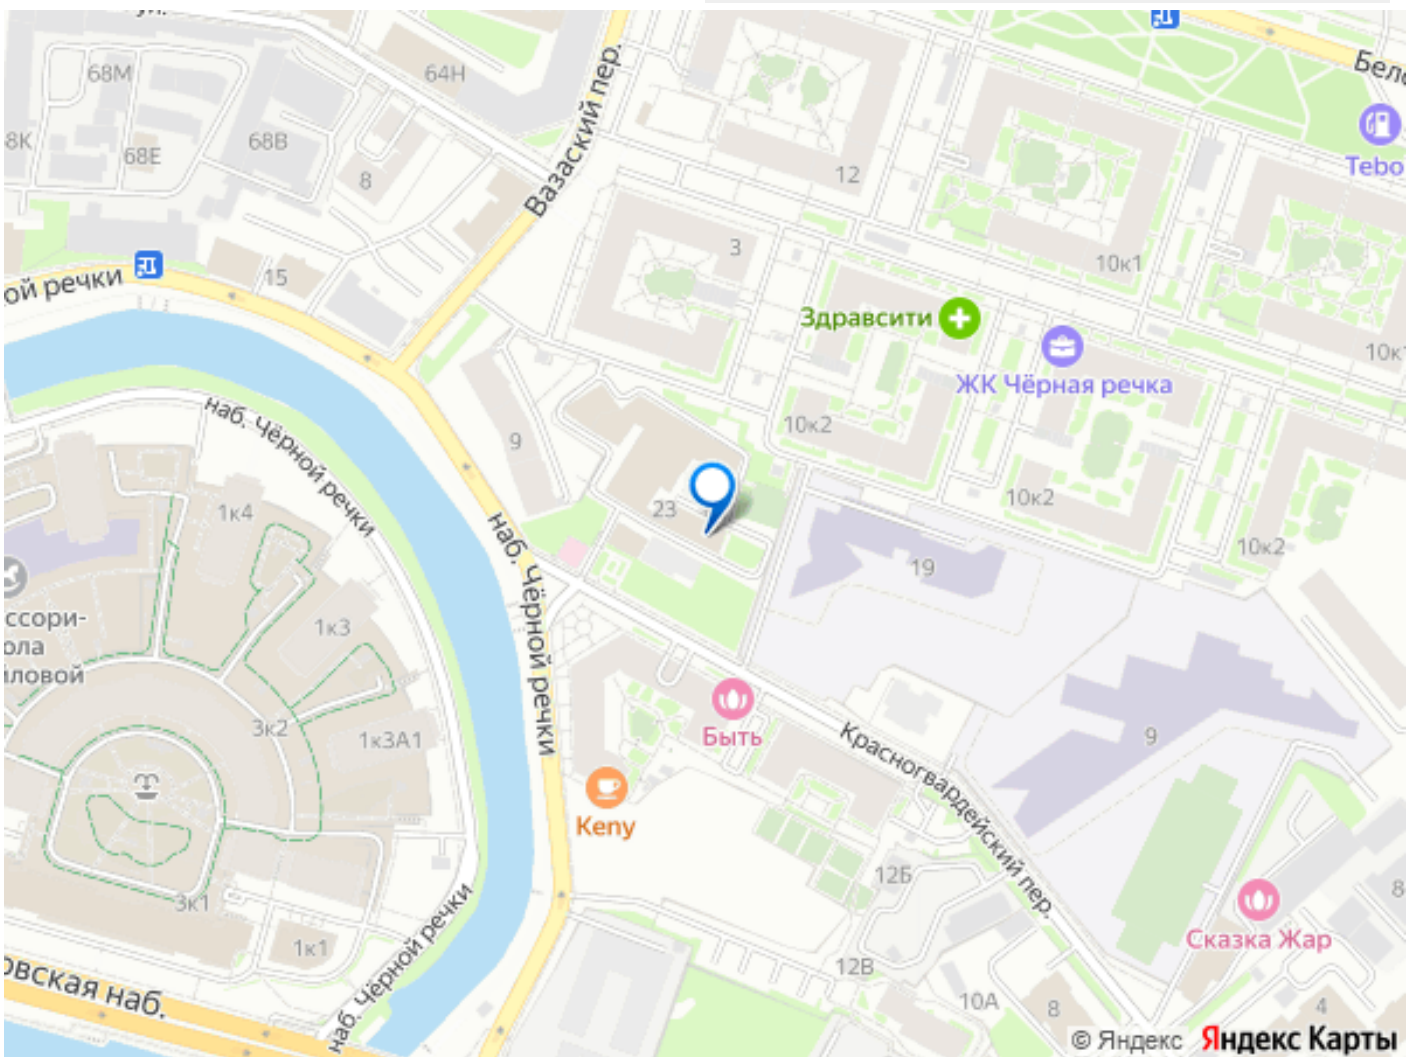 68М
64Н
Вазаский пер.
Бело
8К
68Е
68В
8
12
Tebo
3
10к1
ой речки
15
Здравсити
ЖК Чёрная речка
10к
наб. Чёрной речки
9
10к2
10к2
23
1к4
наб. Чёрной речки
19
10к2
ссори-
ола
иловой
1к3
3к2
1к3А1
Быть
Красногвардейский пер.
9
Keny
12Б
8
3к1
1к1
наб. Чёрной речки
Сказка Жар
12В
10А
8
4
овская наб.
© Яндекс Яндекс Карты